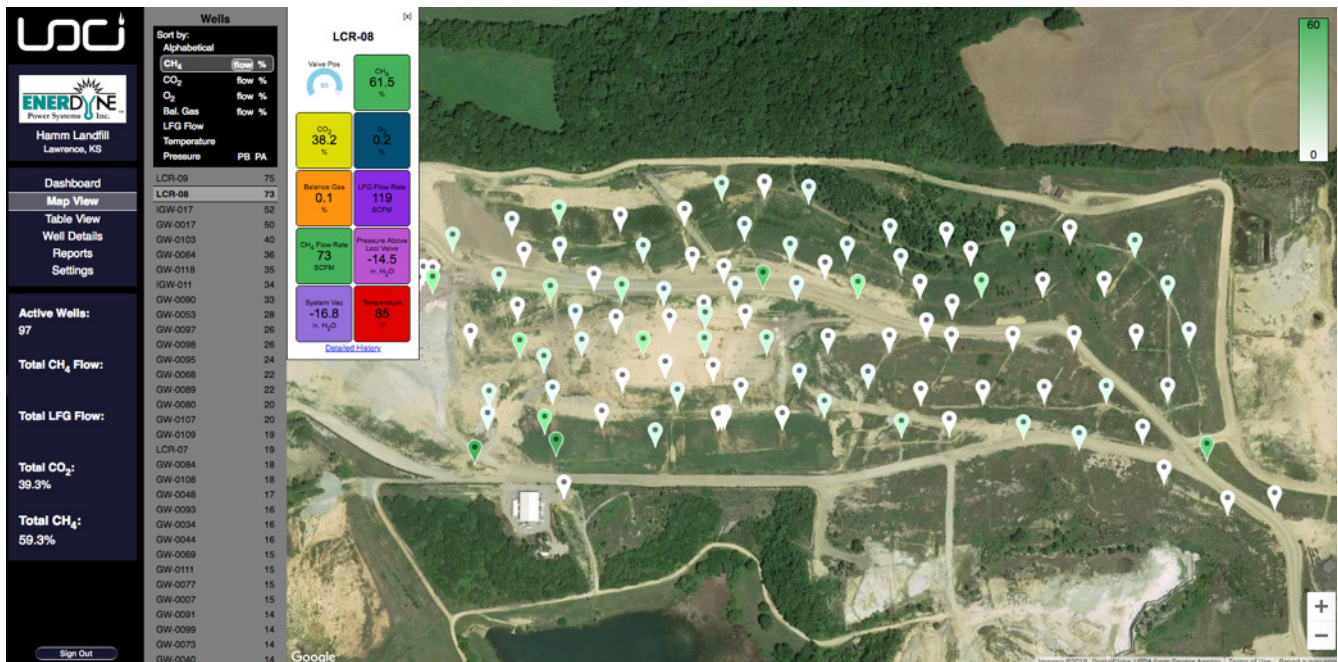 LOCI
ENERDYNE
Power Systems Inc.
Hamm Landfill
Lawrence, KS
Dashboard
Map View
Table View
Well Details
Reports
Settings
Active Wells:
97
Total CH₄ Flow:
Total LFG Flow:
Total CO₂:
39.3%
Total CH₄:
59.3%
Sign Out
Wells
Sort by:
Alphabetical
CH₄ flow %
CO₂ flow %
O₂ flow %
Bal. Gas flow %
LFG Flow
Temperature
Pressure PB PA
LCR-09 75
LCR-08 73
IGW-017 52
GW-0017 50
GW-0103 40
GW-0064 36
GW-0118 35
IGW-011 34
GW-0090 33
GW-0053 28
GW-0097 26
GW-0098 26
GW-0095 24
GW-0068 22
GW-0089 22
GW-0080 20
GW-0107 20
GW-0109 19
LCR-07 19
GW-0084 18
GW-0108 18
GW-0048 17
GW-0093 16
GW-0034 16
GW-0044 16
GW-0069 15
GW-0111 15
GW-0077 15
GW-0007 15
GW-0091 14
GW-0099 14
GW-0073 14
GW-0040 14
[x]
LCR-08
Valve Pos
83
CH₄
61.5
%
CO₂
38.2
%
O₂
0.2
%
Balance Gas
0.1
%
LFG Flow Rate
119
SCFM
CH₄ Flow Rate
73
SCFM
Pressure Above
Loci Valve
-14.5
in. H₂O
System Vac
-16.8
in. H₂O
Temperature
85
°F
Detailed History
60
0
+
−
Google